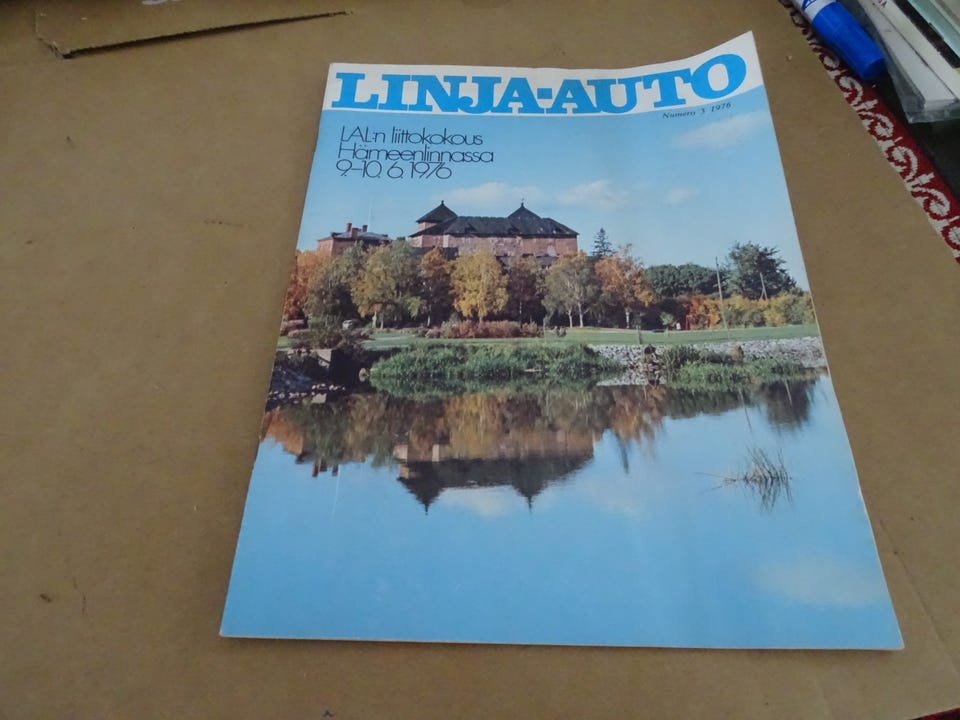 LINJA-AUTO
Numero 3 1976
LAL:n liittokokous
Hämeenlinnassa
9.-10. 6. 1976